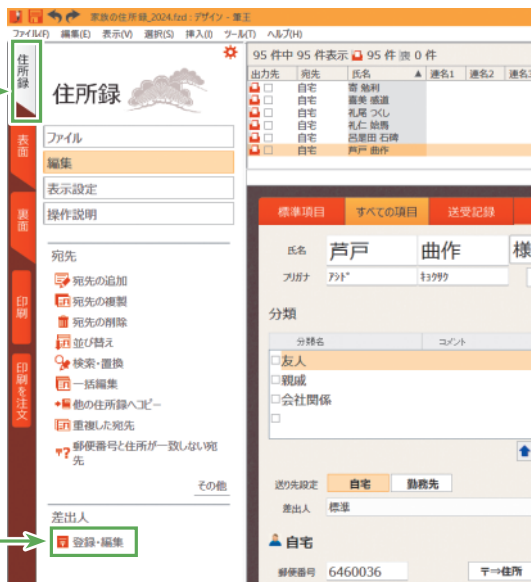 家族の住所録_2024.fzd : デザイン - 筆王
ファイル(F) 編集(E) 表示(V) 選択(S) 挿入(I) ツール(T) ヘルプ(H)
住所録
表面
裏面
印刷
印刷を注文
住所録
ファイル
編集
表示設定
操作説明
宛先
宛先の追加
宛先の複製
宛先の削除
並び替え
検索・置換
一括編集
他の住所録へコピー
重複した宛先
郵便番号と住所が一致しない宛
先
その他
差出人
登録・編集
95 件中 95 件表示 95 件 0 件
出力先 宛先 氏名 ▲ 連名1 連名2 連名3
自宅 寄 勉利
自宅 喜美 感道
自宅 礼尾 つくし
自宅 礼仁 始馬
自宅 呂業田 石碑
自宅 芦戸 曲作
標準項目 すべての項目 送受記録
氏名 芦戸 曲作 様
フリガナ ｱｼﾄﾞ ｷｮｸｻｸ
分類
分類名 コメント
友人
親戚
会社関係
送り先設定 自宅 勤務先
差出人 標準
自宅
郵便番号 6460036 〒⇒住所